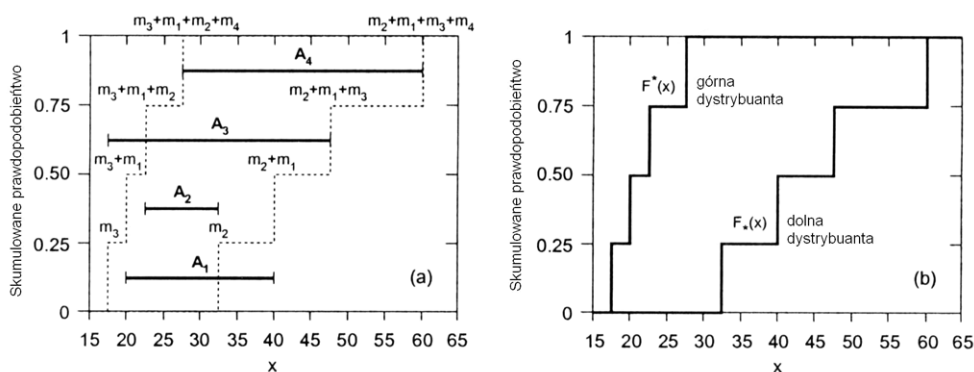 m3+m1+m2+m4
m2+m1+m3+m4
1
A4
m3+m1+m2
m2+m1+m3
0.75
A3
m3+m1
m2+m1
0.50
A2
m3
m2
0.25
A1
(a)
0
15 20 25 30 35 40 45 50 55 60 65
x
Skumulowane prawdopodobieńtwo
1
F*(x)
górna
dystrybuanta
0.75
0.50
F*(x)
dolna
dystrybuanta
0.25
(b)
0
15 20 25 30 35 40 45 50 55 60 65
x
Skumulowane prawdopodobieńtwo